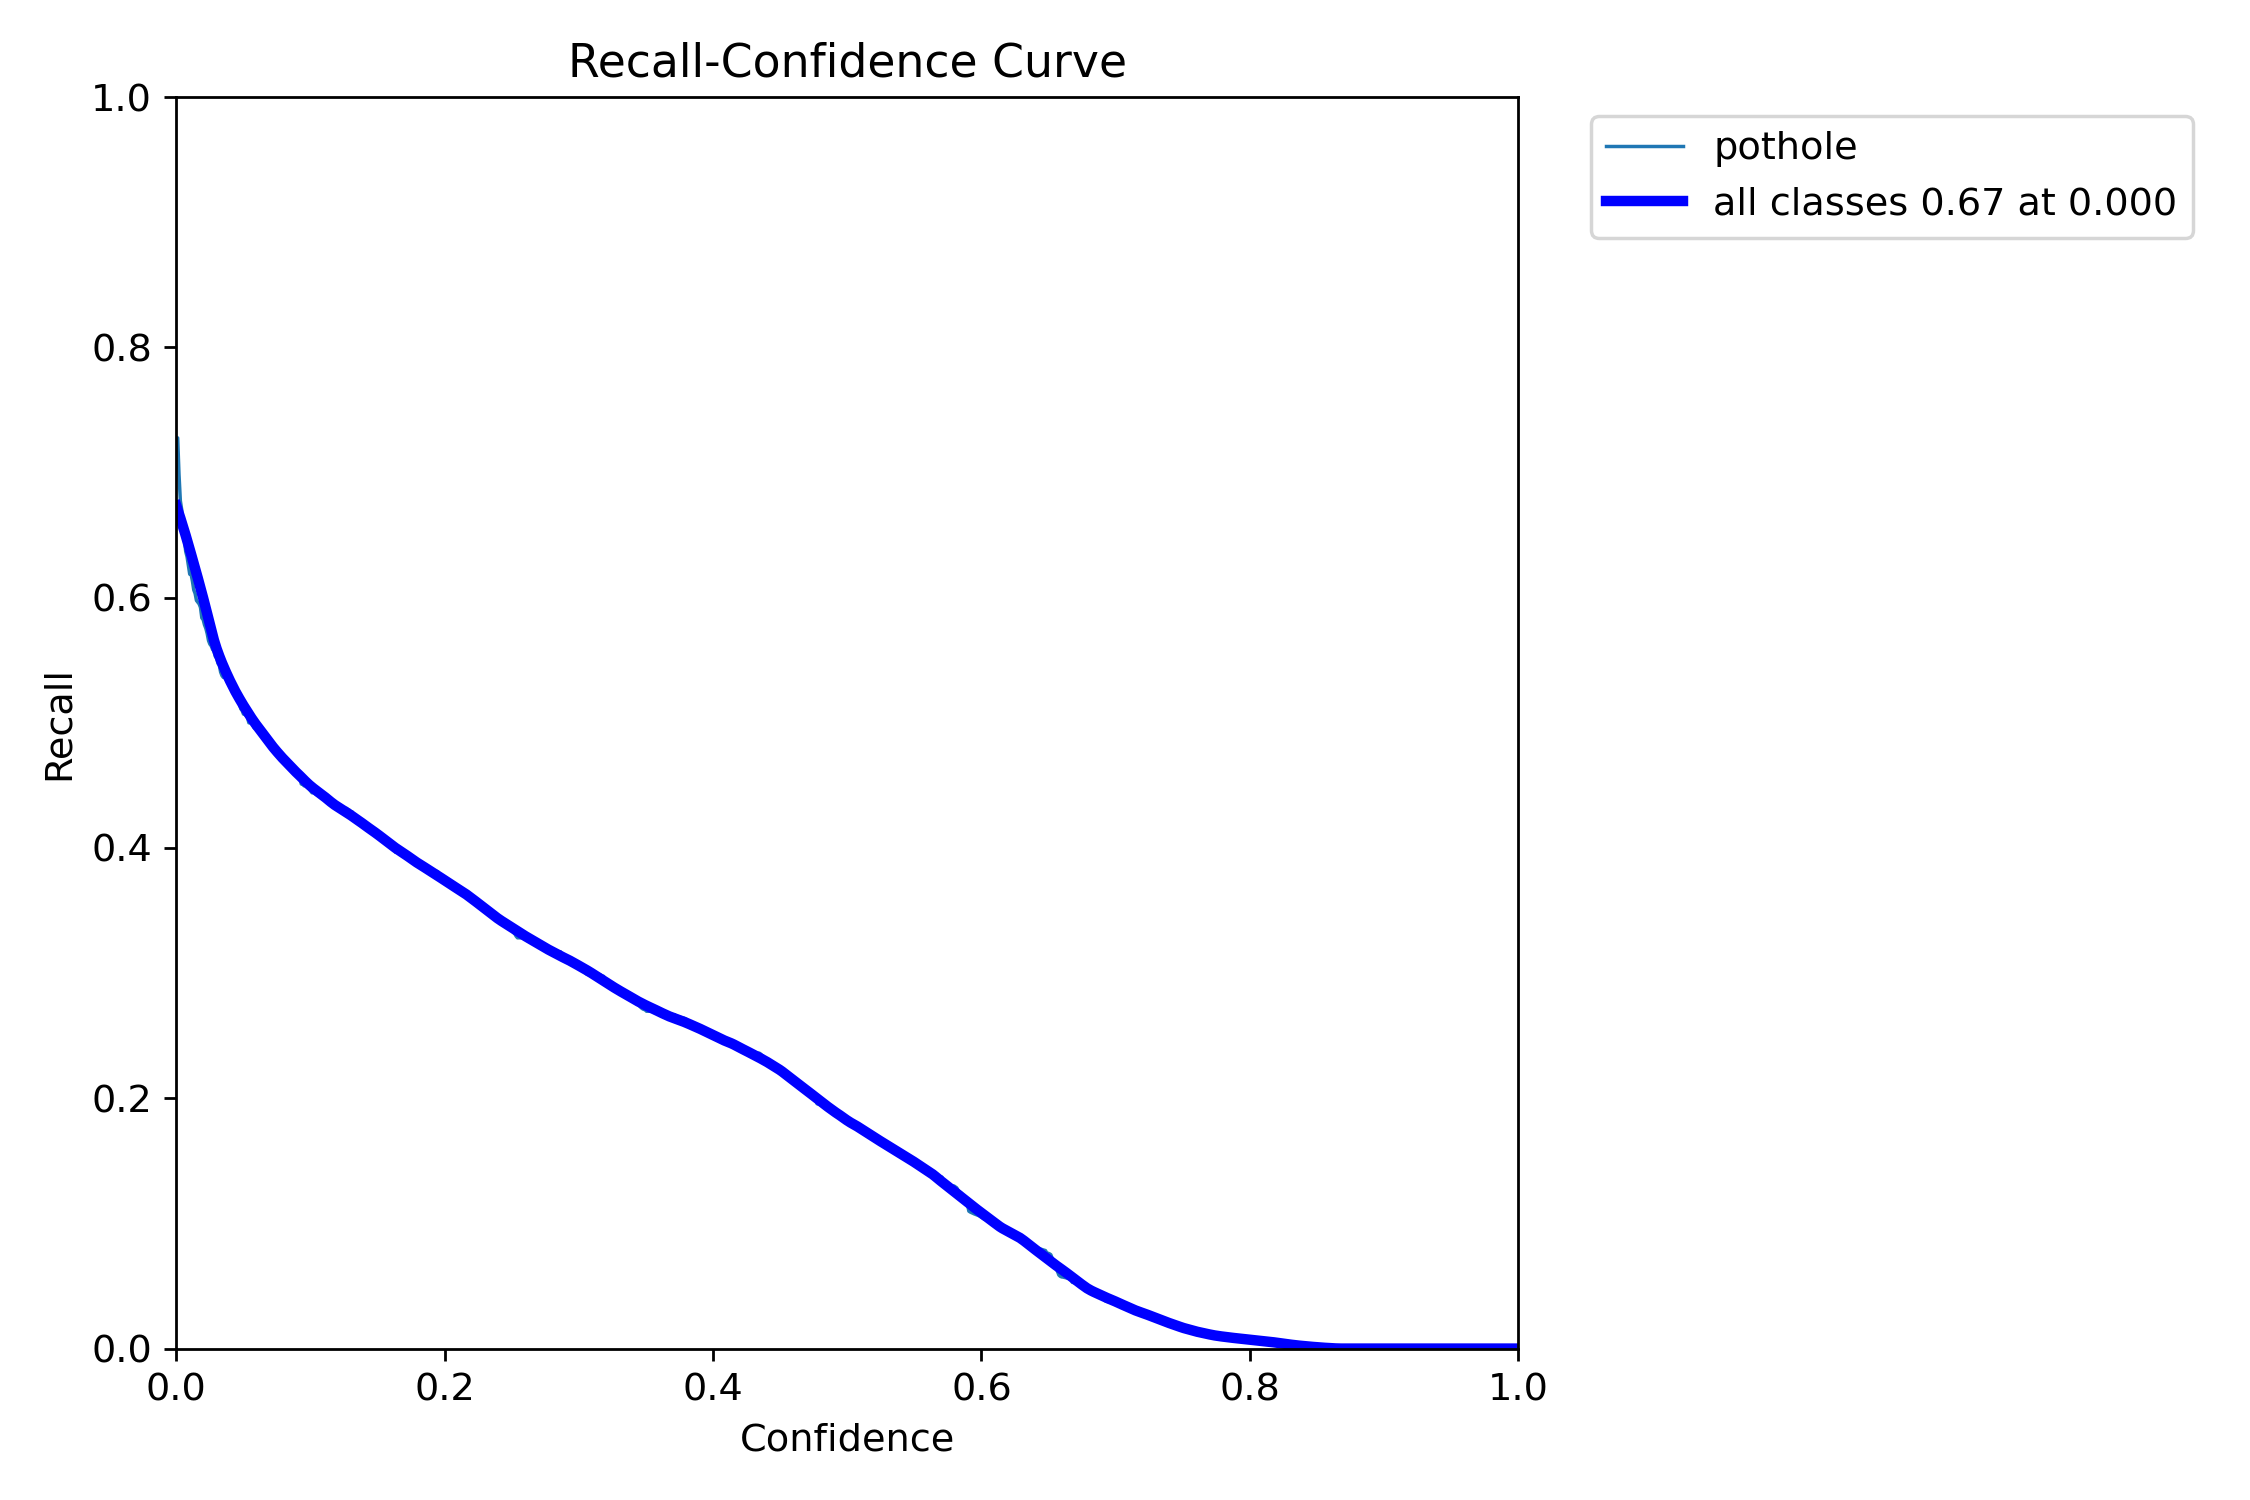 Recall-Confidence Curve
1.0
0.8
0.6
0.4
0.2
0.0
Recall
0.0 0.2 0.4 0.6 0.8 1.0
Confidence
pothole
all classes 0.67 at 0.000